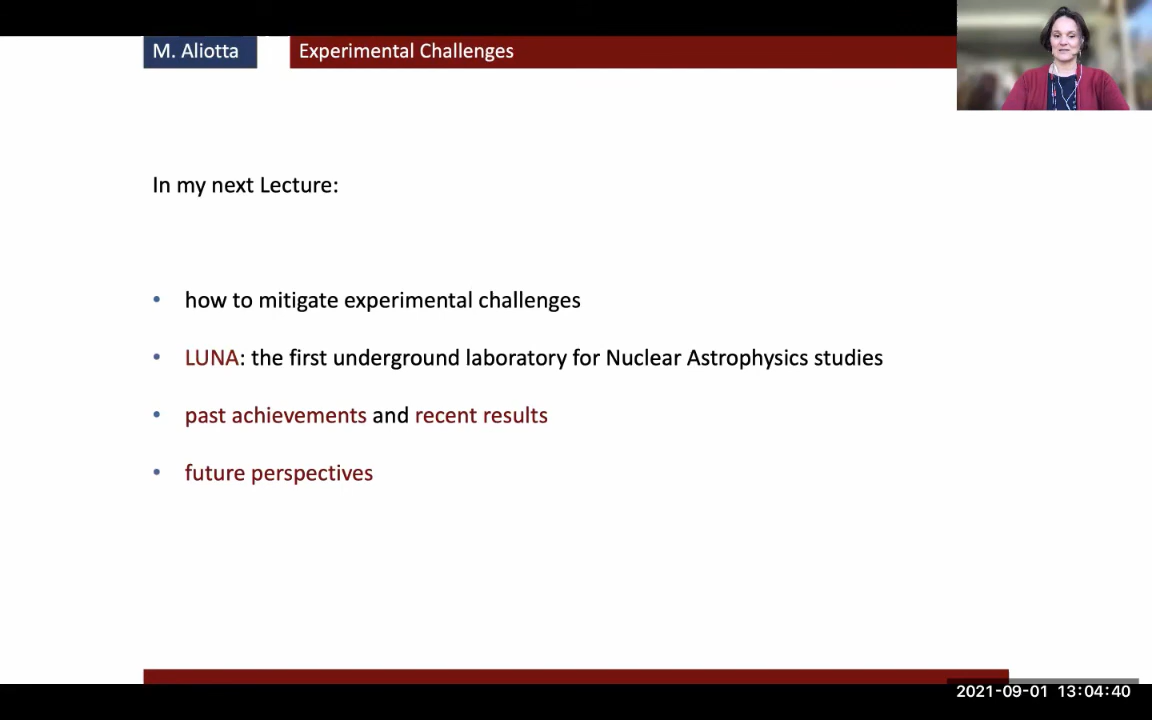 M. Aliotta
Experimental Challenges
In my next Lecture:
• how to mitigate experimental challenges
• LUNA: the first underground laboratory for Nuclear Astrophysics studies
• past achievements and recent results
• future perspectives
2021-09-01 13:04:40